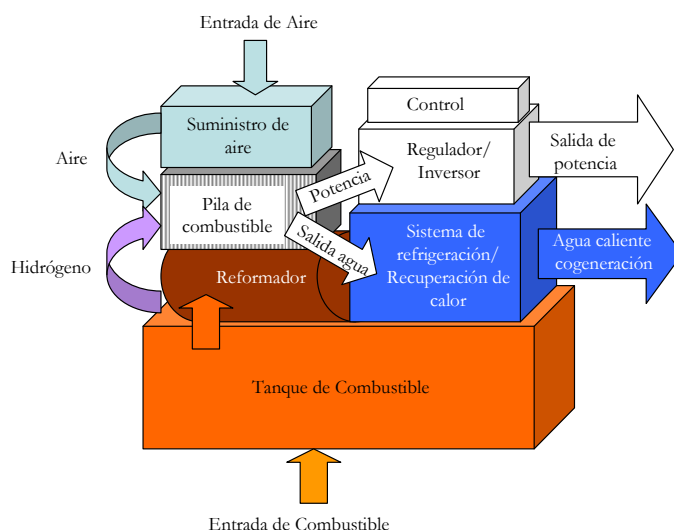 Entrada de Aire
Control
Suministro de
aire
Regulador/
Inversor
Salida de
potencia
Aire
Potencia
Pila de
combustible
Salida agua
Sistema de
refrigeración/
Recuperación de
calor
Agua caliente
cogeneración
Hidrógeno
Reformador
Tanque de Combustible
Entrada de Combustible